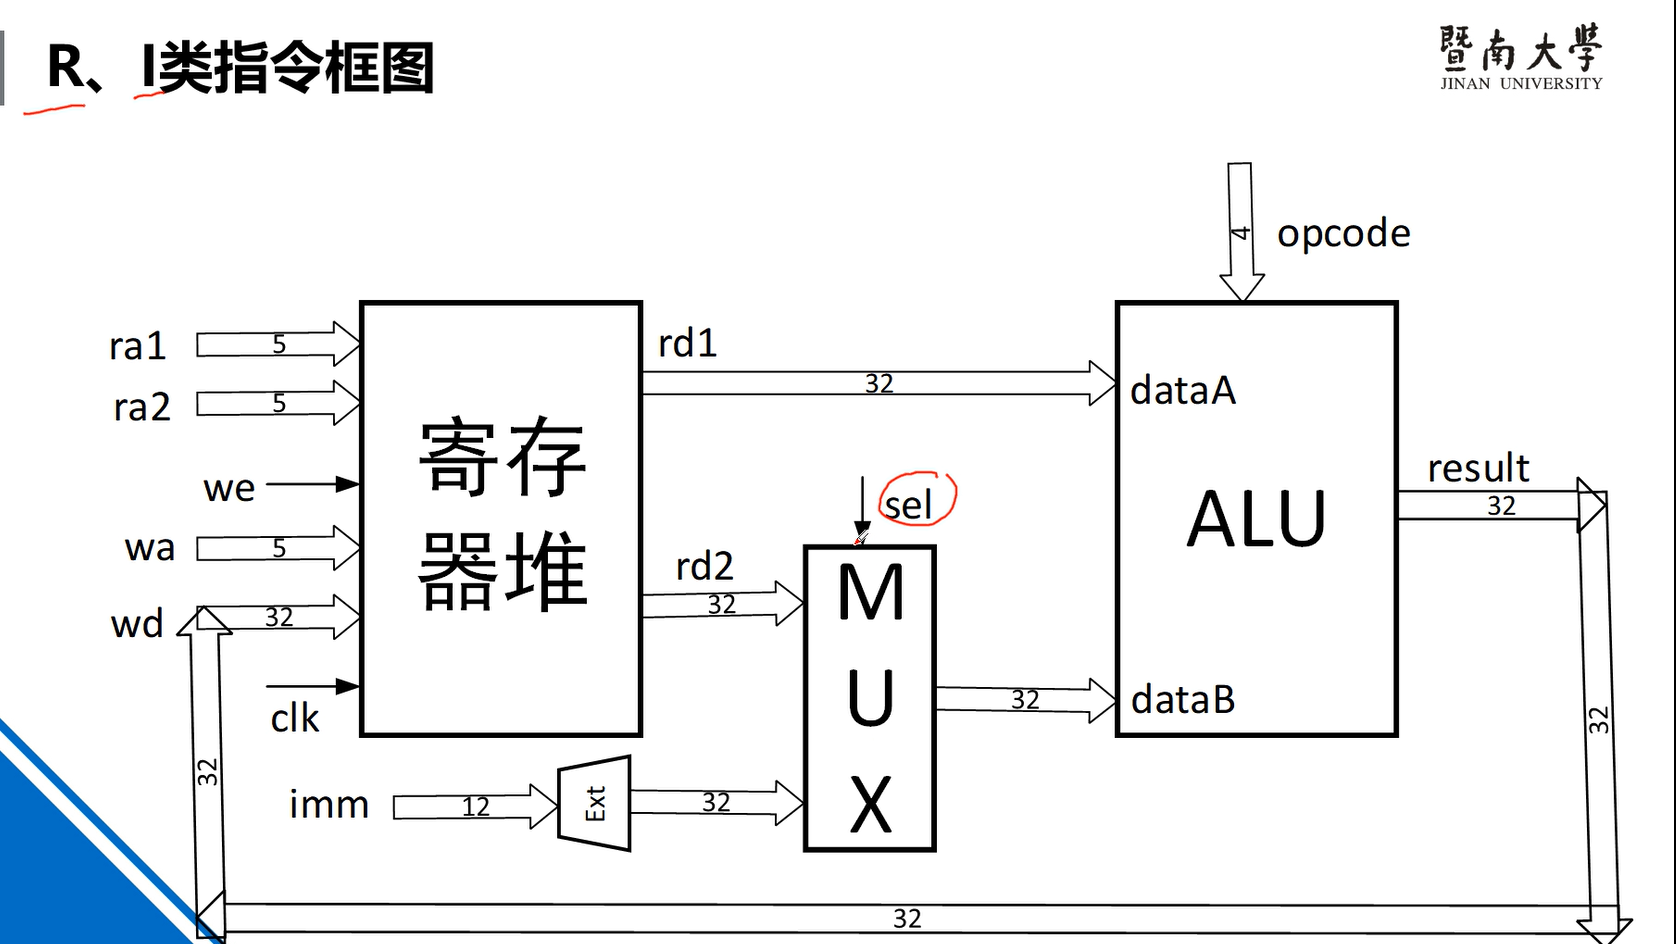 R、I类指令框图
暨南大学
JINAN UNIVERSITY
4
opcode
ra1
5
rd1
32
dataA
ra2
5
寄存
器堆
we
sel
result
32
ALU
wa
5
rd2
32
M
U
X
wd
32
32
dataB
clk
32
32
imm
12
Ext
32
32